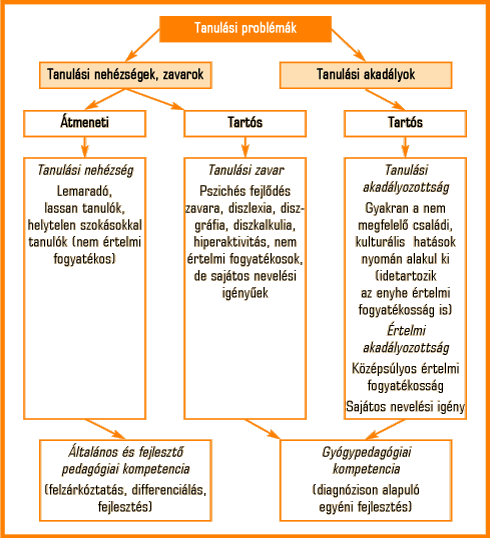 Tanulási problémák
Tanulási nehézségek, zavarok
Tanulási akadályok
Átmeneti
Tartós
Tartós
Tanulási nehézség
Lemaradó,
lassan tanulók,
helytelen szokásokkal
tanulók (nem értelmi
fogyatékos)
Tanulási zavar
Pszichés fejlődés
zavara, diszlexia, disz-
gráfia, diszkalkulia,
hiperaktivitás, nem
értelmi fogyatékosok,
de sajátos nevelési
igényűek
Tanulási
akadályozottság
Gyakran a nem
megfelelő családi,
kulturális hatások
nyomán alakul ki
(idetartozik
az enyhe értelmi
fogyatékosság is)
Értelmi
akadályozottság
Középsúlyos értelmi
fogyatékosság
Sajátos nevelési igény
Általános és fejlesztő
pedagógiai kompetencia
(felzárkóztatás, differenciálás,
fejlesztés)
Gyógypedagógiai
kompetencia
(diagnózison alapuló
egyéni fejlesztés)